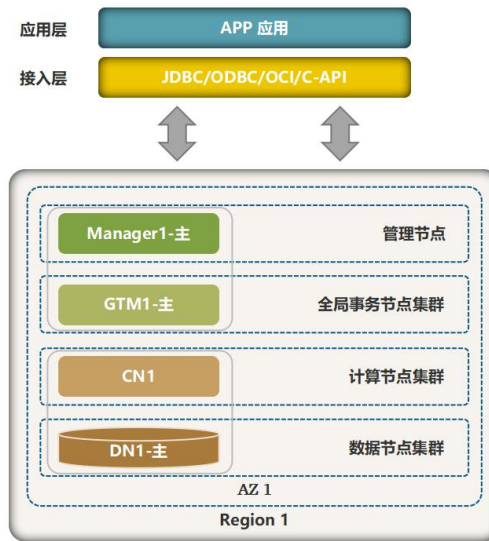 应用层 APP 应用
接入层 JDBC/ODBC/OCI/C-API
Manager1-主 管理节点
GTM1-主 全局事务节点集群
CN1 计算节点集群
DN1-主 数据节点集群
AZ 1
Region 1